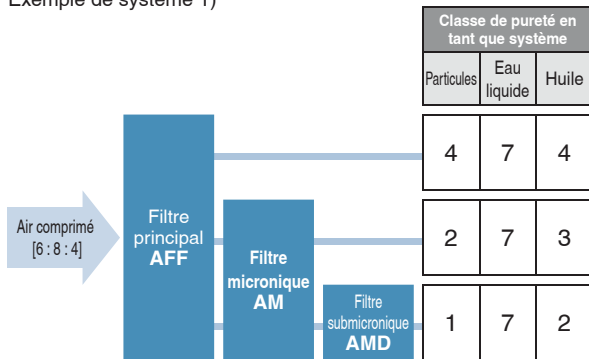 Exemple de système 1)
Classe de pureté en
tant que système
Particules
Eau
liquide
Huile
Air comprimé
[6 : 8 : 4]
Filtre
principal
AFF
Filtre
micronique
AM
Filtre
submicronique
AMD
4 7 4
2 7 3
1 7 2